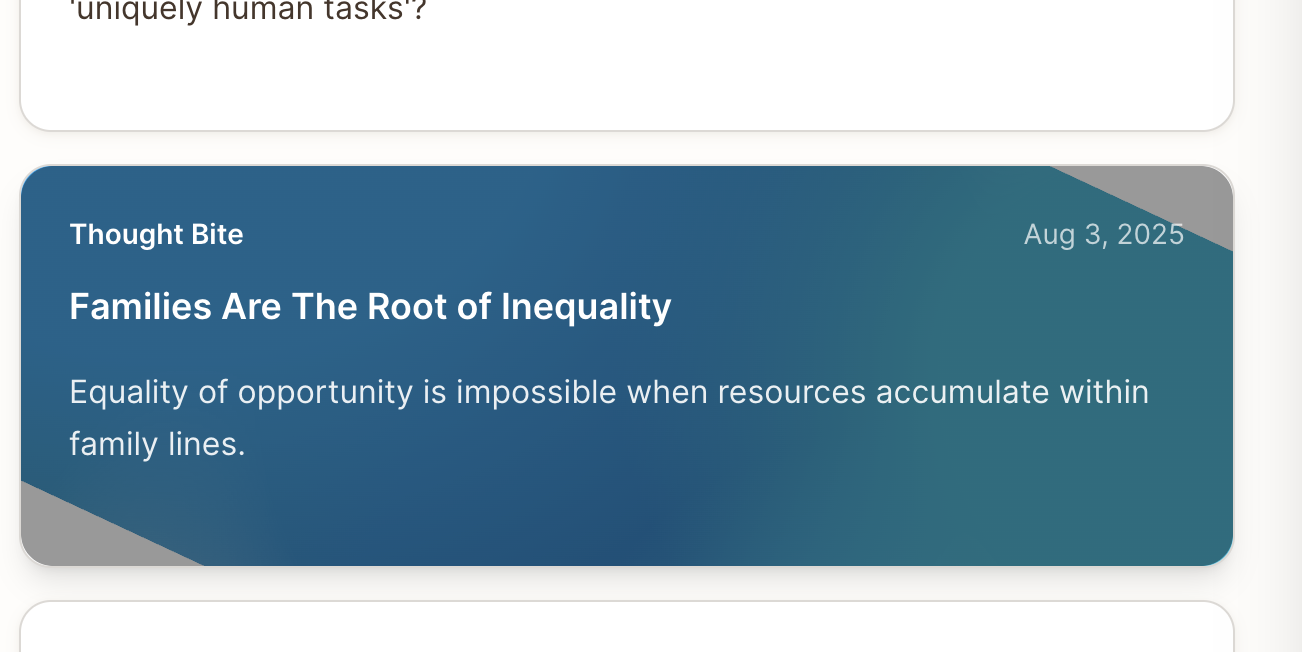 'uniquely human tasks'?
Thought Bite
Aug 3, 2025
Families Are The Root of Inequality
Equality of opportunity is impossible when resources accumulate within
family lines.